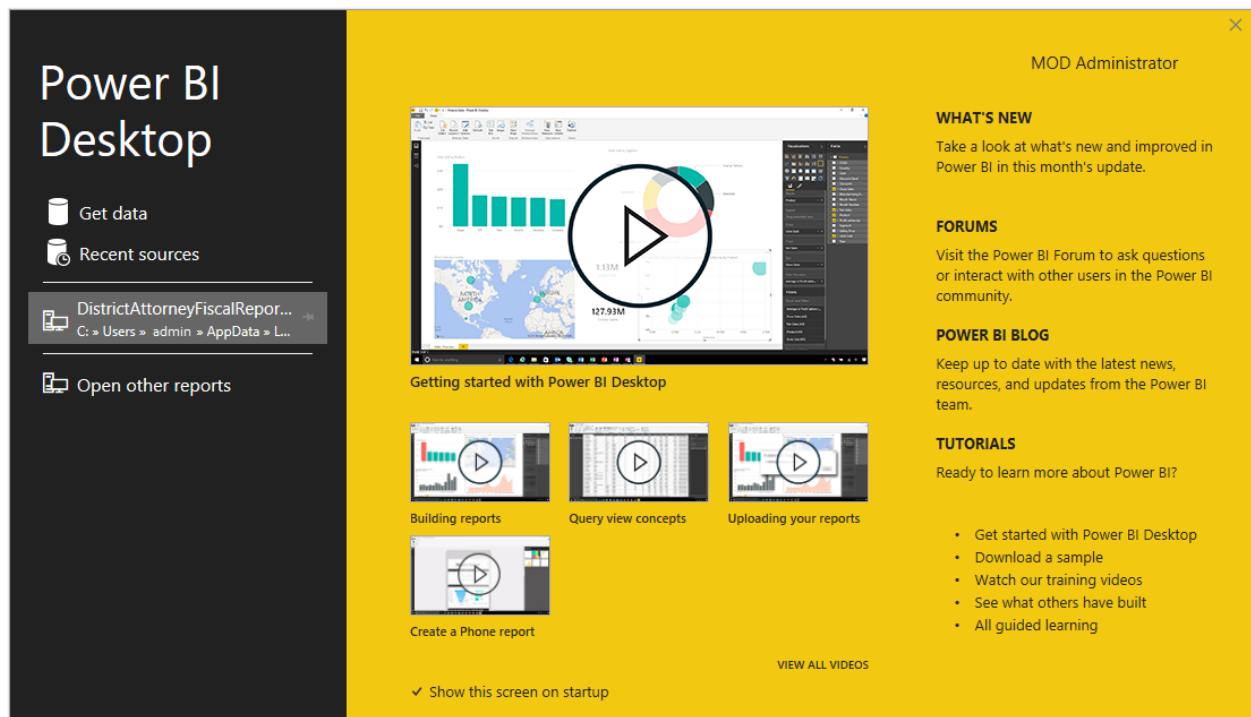 Power BI
Desktop
Get data
Recent sources
DistrictAttorneyFiscalRepor...
C: » Users » admin » AppData » L...
Open other reports
127.93M
Getting started with Power BI Desktop
Building reports
Query view concepts
Uploading your reports
Create a Phone report
VIEW ALL VIDEOS
Show this screen on startup
MOD Administrator
WHAT'S NEW
Take a look at what's new and improved in
Power BI in this month's update.
FORUMS
Visit the Power BI Forum to ask questions
or interact with other users in the Power BI
community.
POWER BI BLOG
Keep up to date with the latest news,
resources, and updates from the Power BI
team.
TUTORIALS
Ready to learn more about Power BI?
• Get started with Power BI Desktop
• Download a sample
• Watch our training videos
• See what others have built
• All guided learning